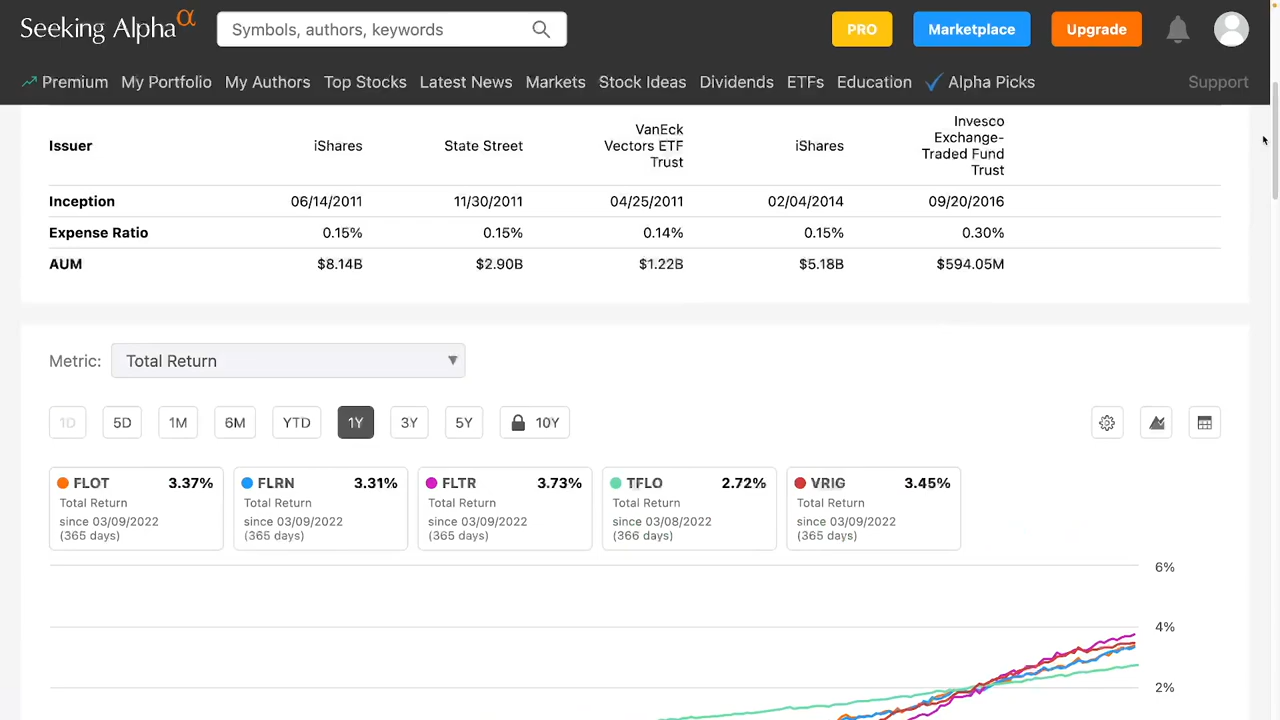 Seeking Alpha α
Symbols, authors, keywords
PRO
Marketplace
Upgrade
Premium My Portfolio My Authors Top Stocks Latest News Markets Stock Ideas Dividends ETFs Education Alpha Picks Support
Issuer iShares State Street VanEck Vectors ETF Trust iShares Invesco Exchange-Traded Fund Trust
Inception 06/14/2011 11/30/2011 04/25/2011 02/04/2014 09/20/2016
Expense Ratio 0.15% 0.15% 0.14% 0.15% 0.30%
AUM $8.14B $2.90B $1.22B $5.18B $594.05M
Metric: Total Return
1D 5D 1M 6M YTD 1Y 3Y 5Y 10Y
FLOT 3.37%
Total Return
since 03/09/2022
(365 days)
FLRN 3.31%
Total Return
since 03/09/2022
(365 days)
FLTR 3.73%
Total Return
since 03/09/2022
(365 days)
TFLO 2.72%
Total Return
since 03/08/2022
(366 days)
VRIG 3.45%
Total Return
since 03/09/2022
(365 days)
6%
4%
2%